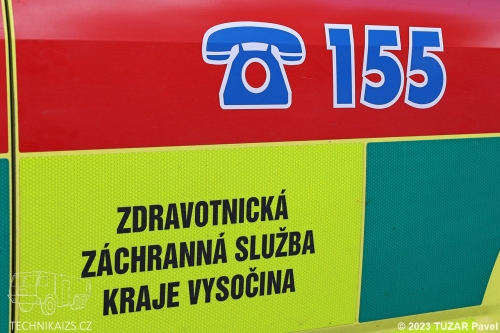 155
ZDRAVOTNICKÁ
ZÁCHRANNÁ SLUŽBA
KRAJE VYSOČINA
TECHNIKAIZS.CZ
© 2023 TUZAR Pavel